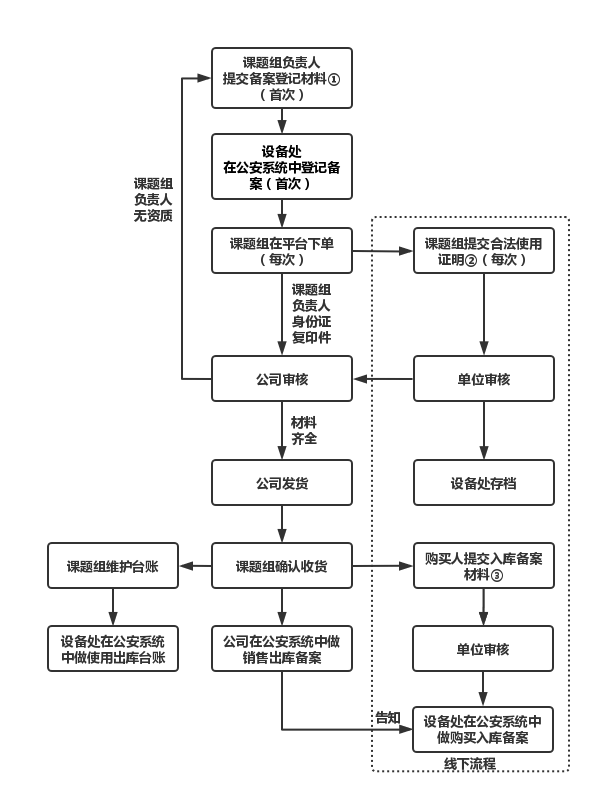 课题组负责人
提交备案登记材料①
（首次）
设备处
在公安系统中登记备
案（首次）
课题组
负责人
无资质
课题组在平台下单
（每次）
课题组提交合法使用
证明②（每次）
课题组
负责人
身份证
复印件
公司审核
单位审核
材料
齐全
公司发货
设备处存档
课题组维护台账
课题组确认收货
购买人提交入库备案
材料③
设备处在公安系统
中做使用出库台账
公司在公安系统中做
销售出库备案
单位审核
告知
设备处在公安系统中
做购买入库备案
线下流程